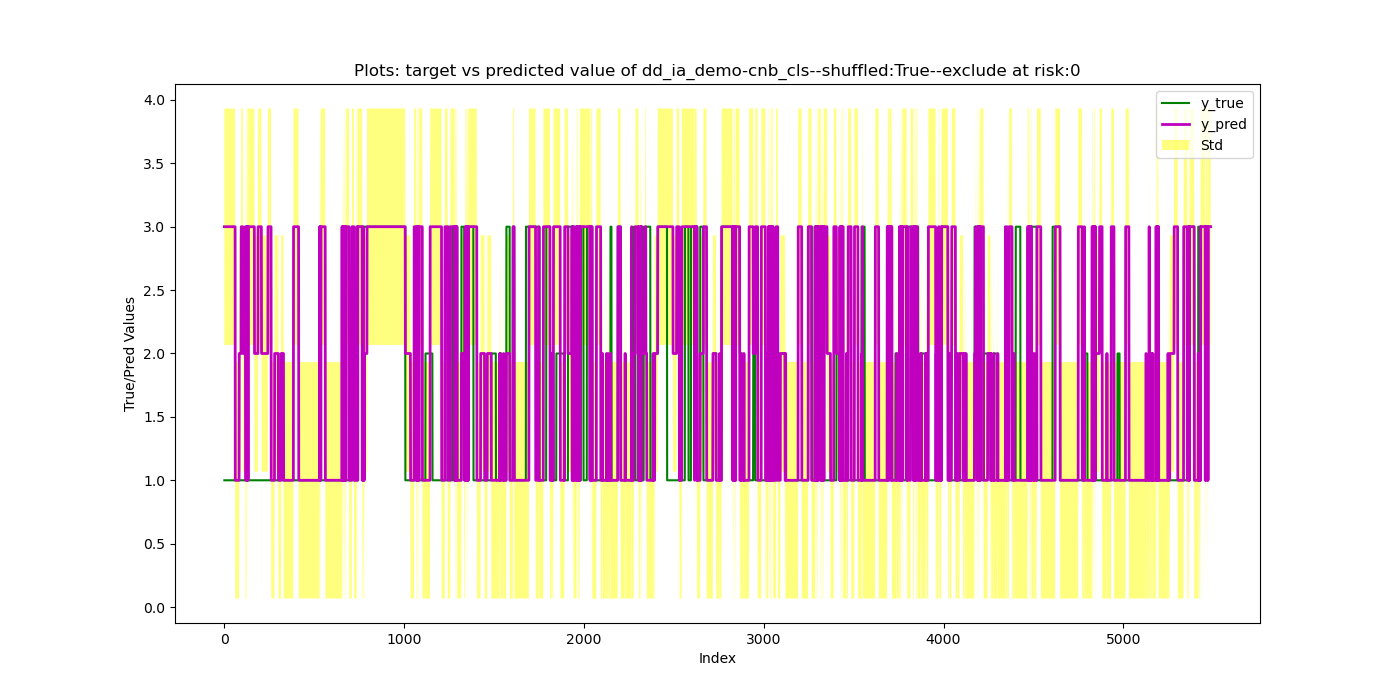 Plots: target vs predicted value of dd_ia_demo-cnb_cls--shuffled:True--exclude at risk:0
y_true
y_pred
Std
True/Pred Values
4.0
3.5
3.0
2.5
2.0
1.5
1.0
0.5
0.0
0 1000 2000 3000 4000 5000
Index